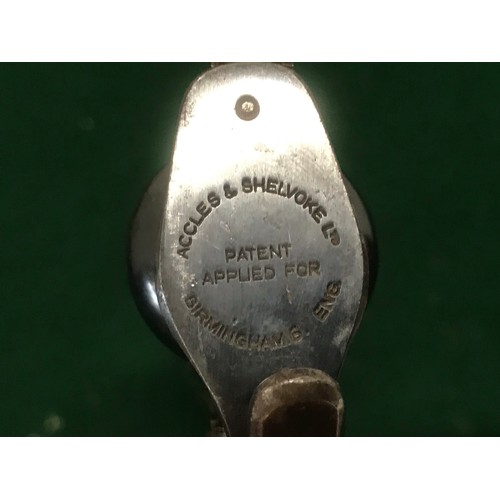 ACCLES & SHELVOKE LTD
PATENT
APPLIED FOR
BIRMINGHAM.6. ENG.